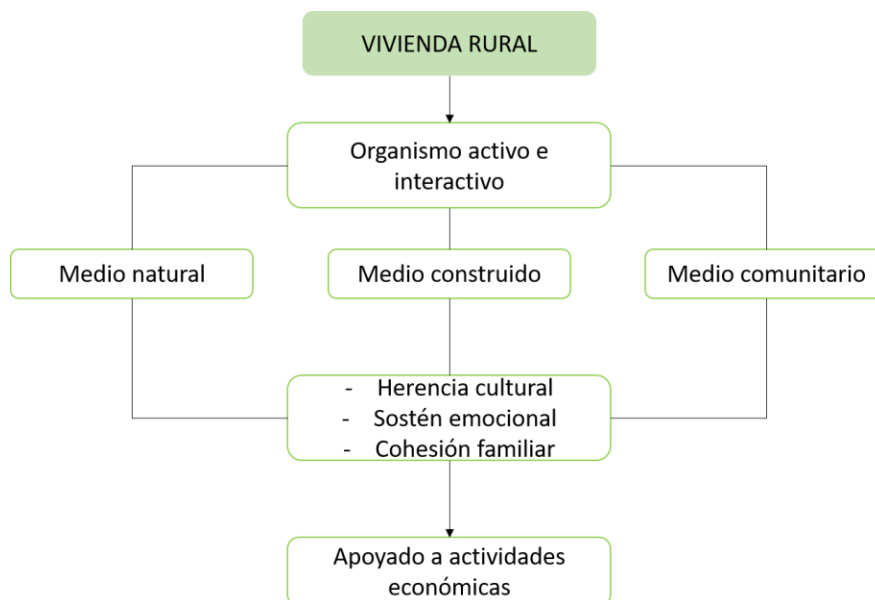 VIVIENDA RURAL
Organismo activo e
interactivo
Medio natural
Medio construido
Medio comunitario
- Herencia cultural
- Sostén emocional
- Cohesión familiar
Apoyado a actividades
económicas